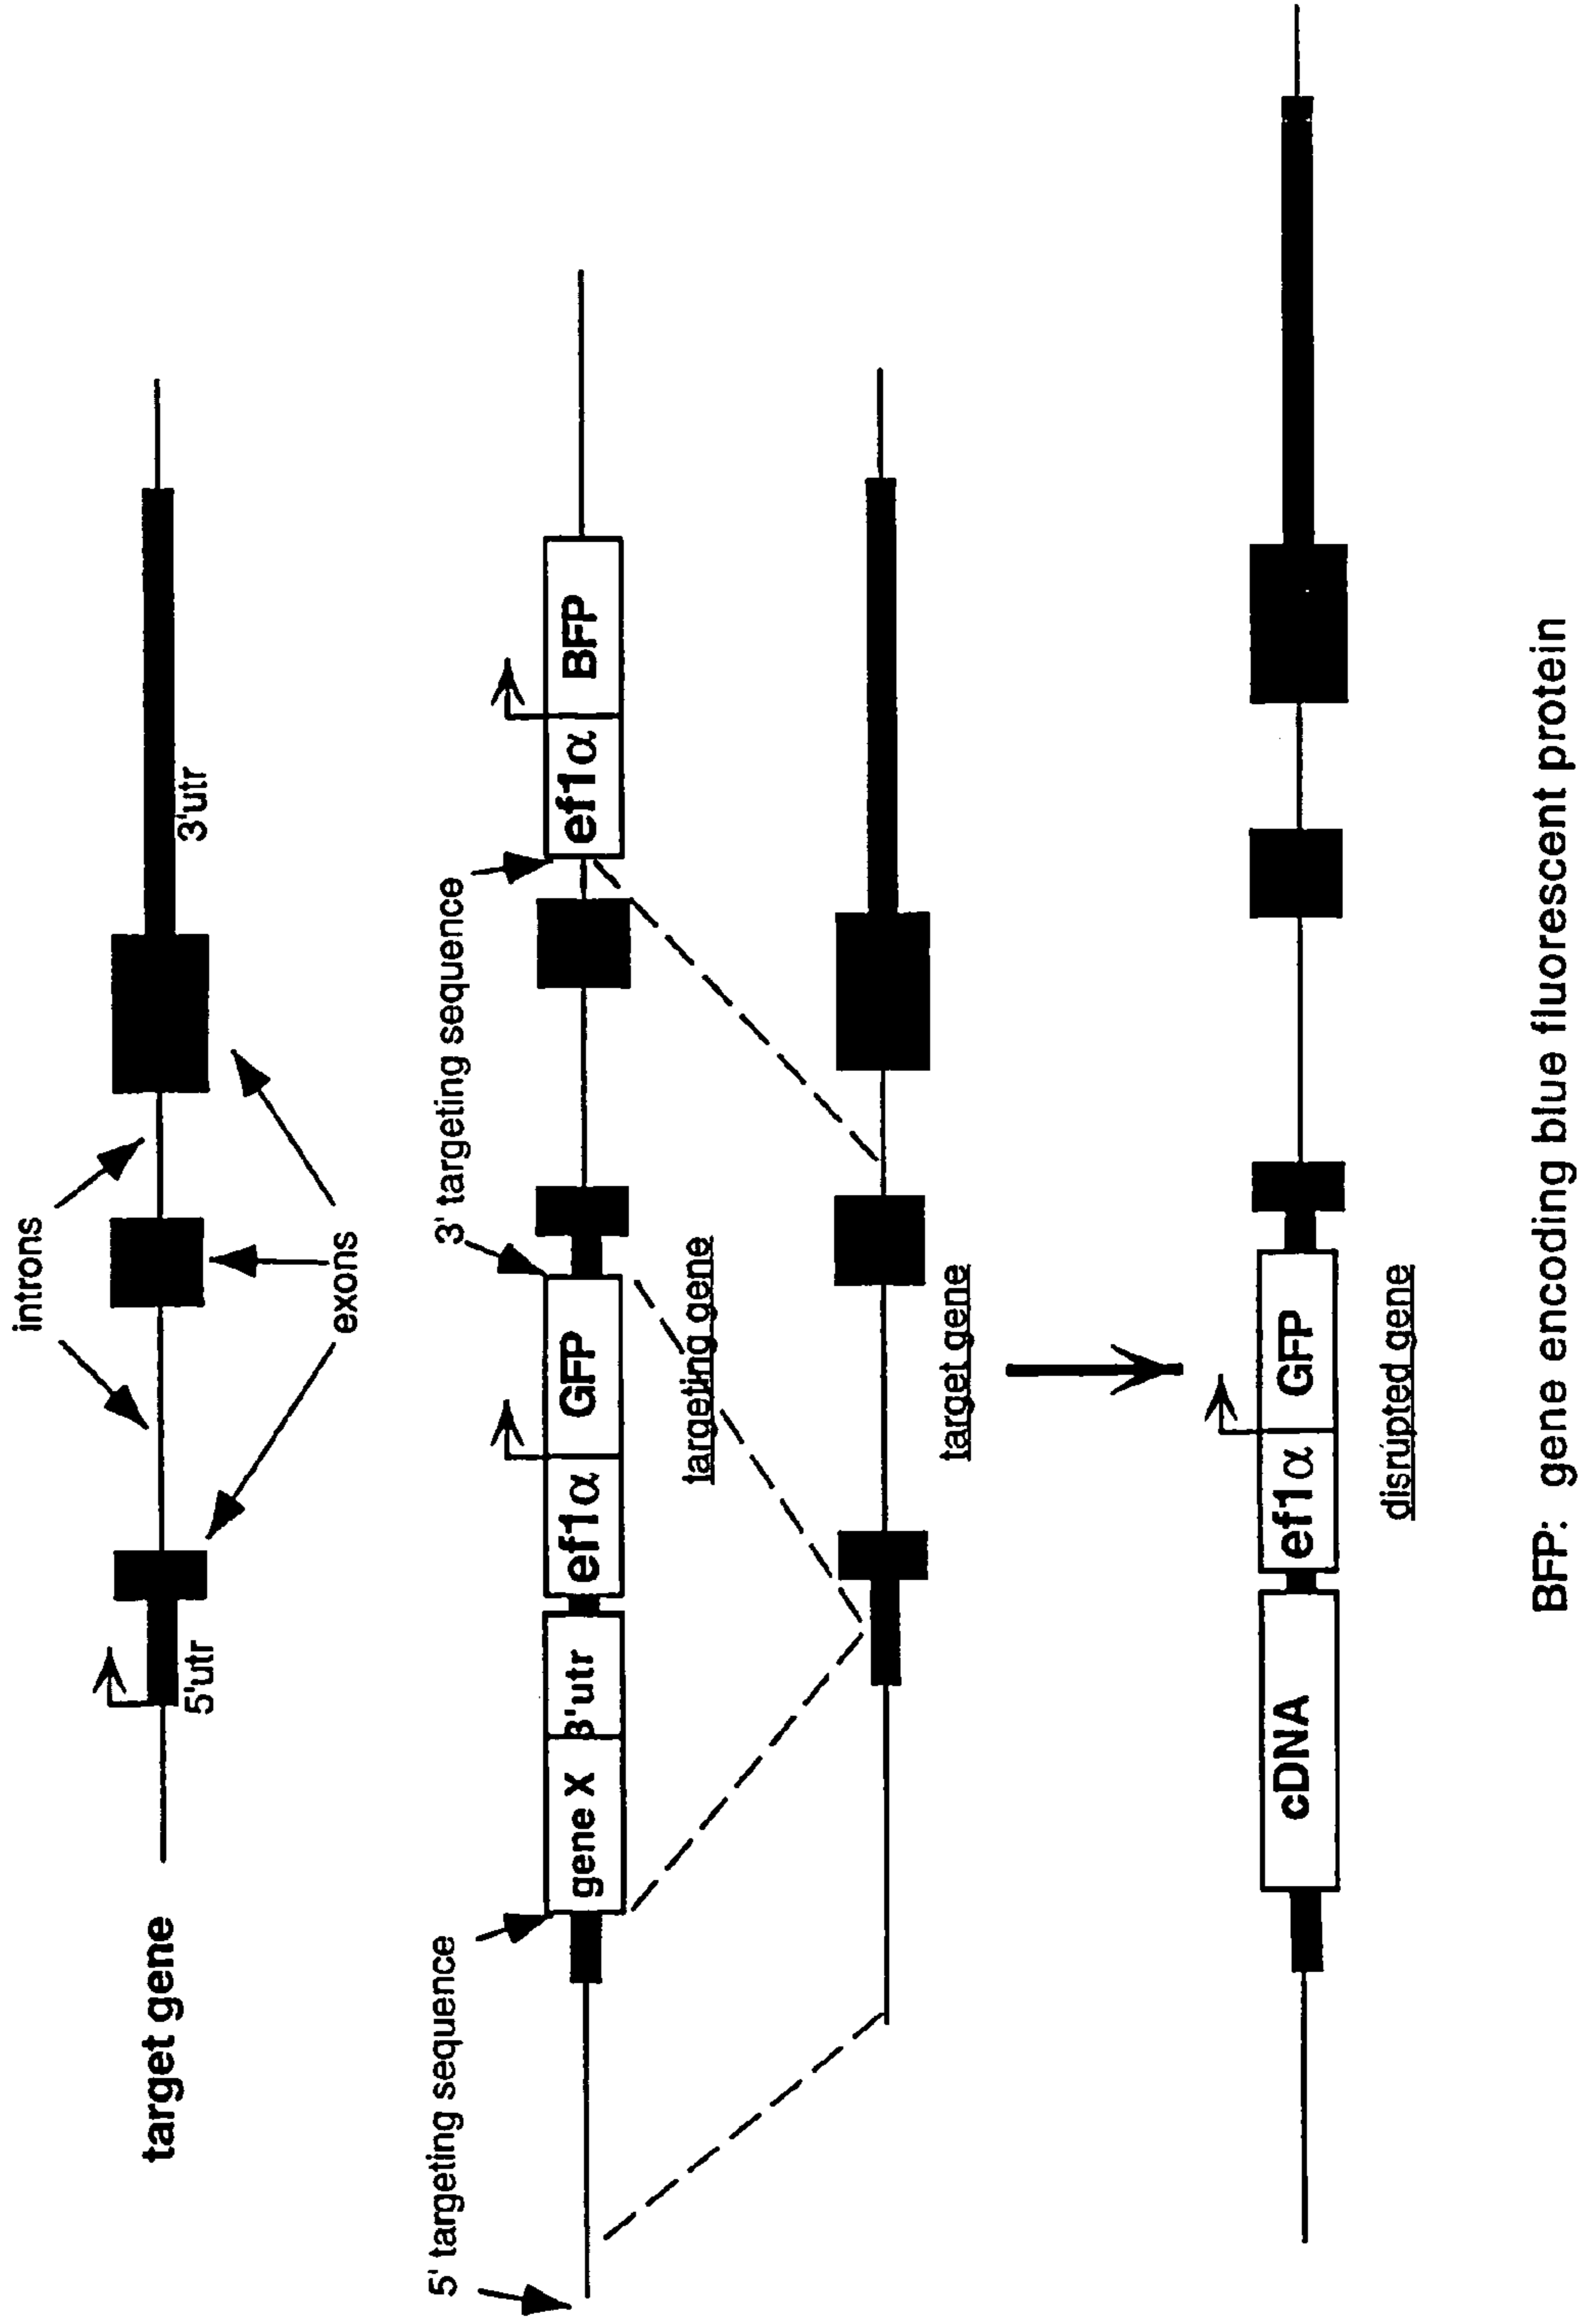 introns
target gene
5'utr
3'utr
exons
5' targeting sequence
3' targeting sequence
gene X
3'utr
ef1α
GFP
ef1α
BFP
targeting gene
target gene
cDNA
ef1α
GFP
disrupted gene
BFP: gene encoding blue fluorescent protein